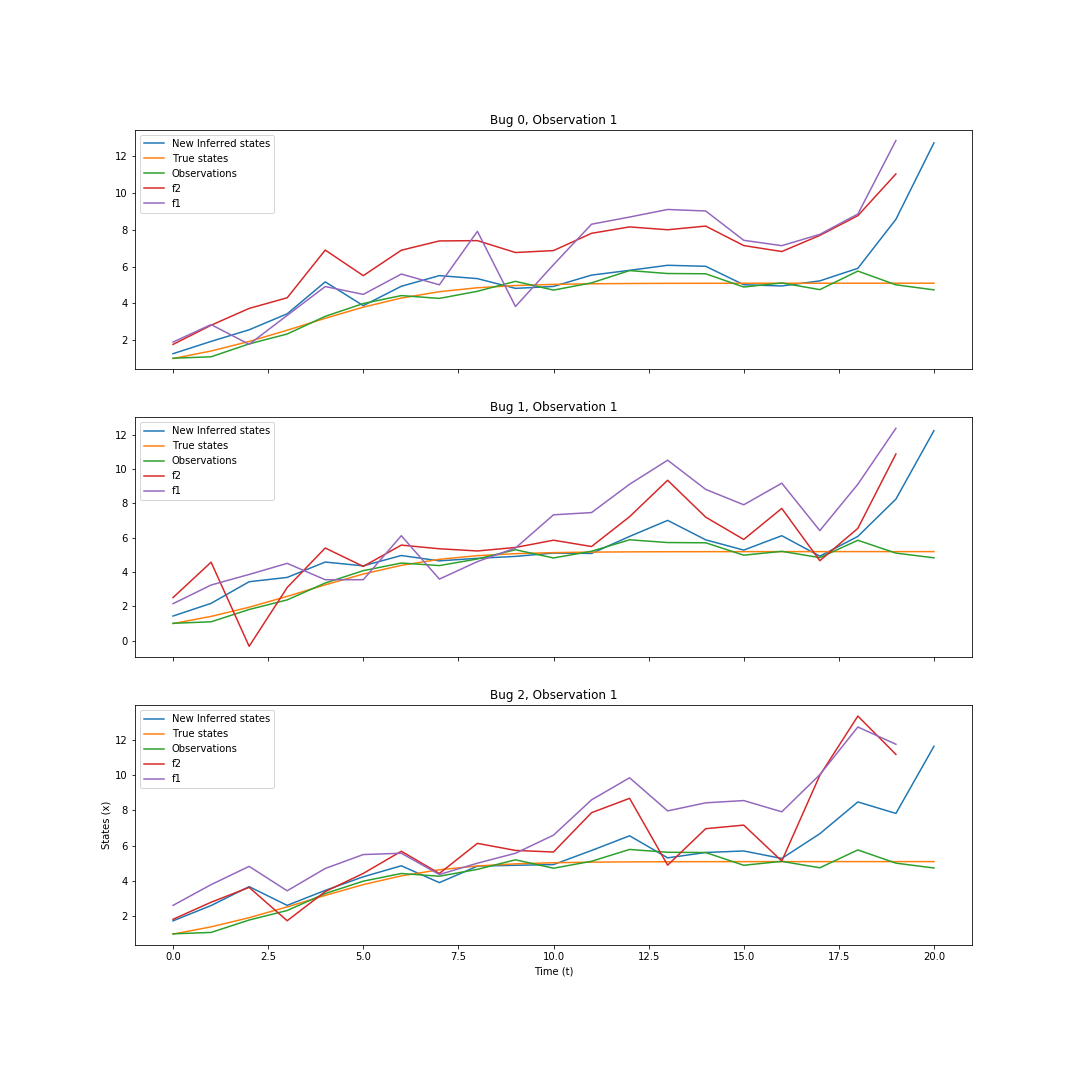 Bug 0, Observation 1
New Inferred states
True states
Observations
f2
f1
12
10
8
6
4
2
Bug 1, Observation 1
New Inferred states
True states
Observations
f2
f1
12
10
8
6
4
2
0
Bug 2, Observation 1
New Inferred states
True states
Observations
f2
f1
12
10
8
6
4
2
States (x)
0.0 2.5 5.0 7.5 10.0 12.5 15.0 17.5 20.0
Time (t)